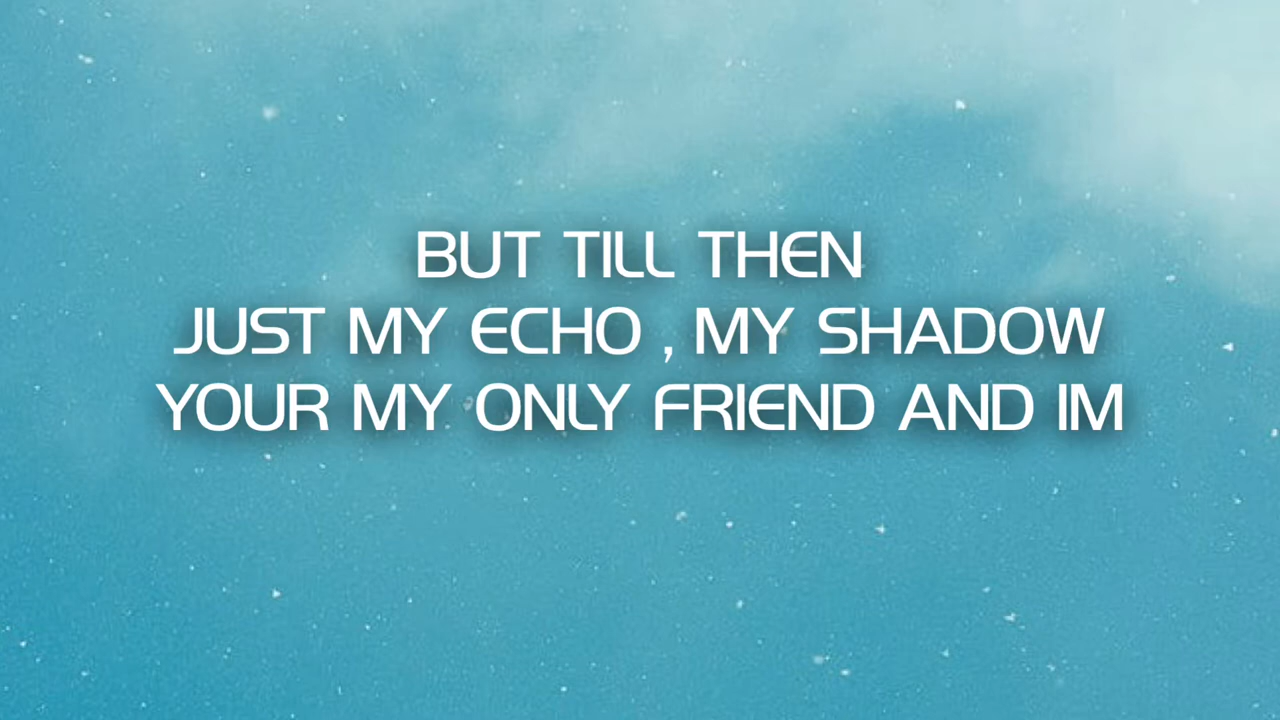 BUT TILL THEN
JUST MY ECHO , MY SHADOW
YOUR MY ONLY FRIEND AND IM